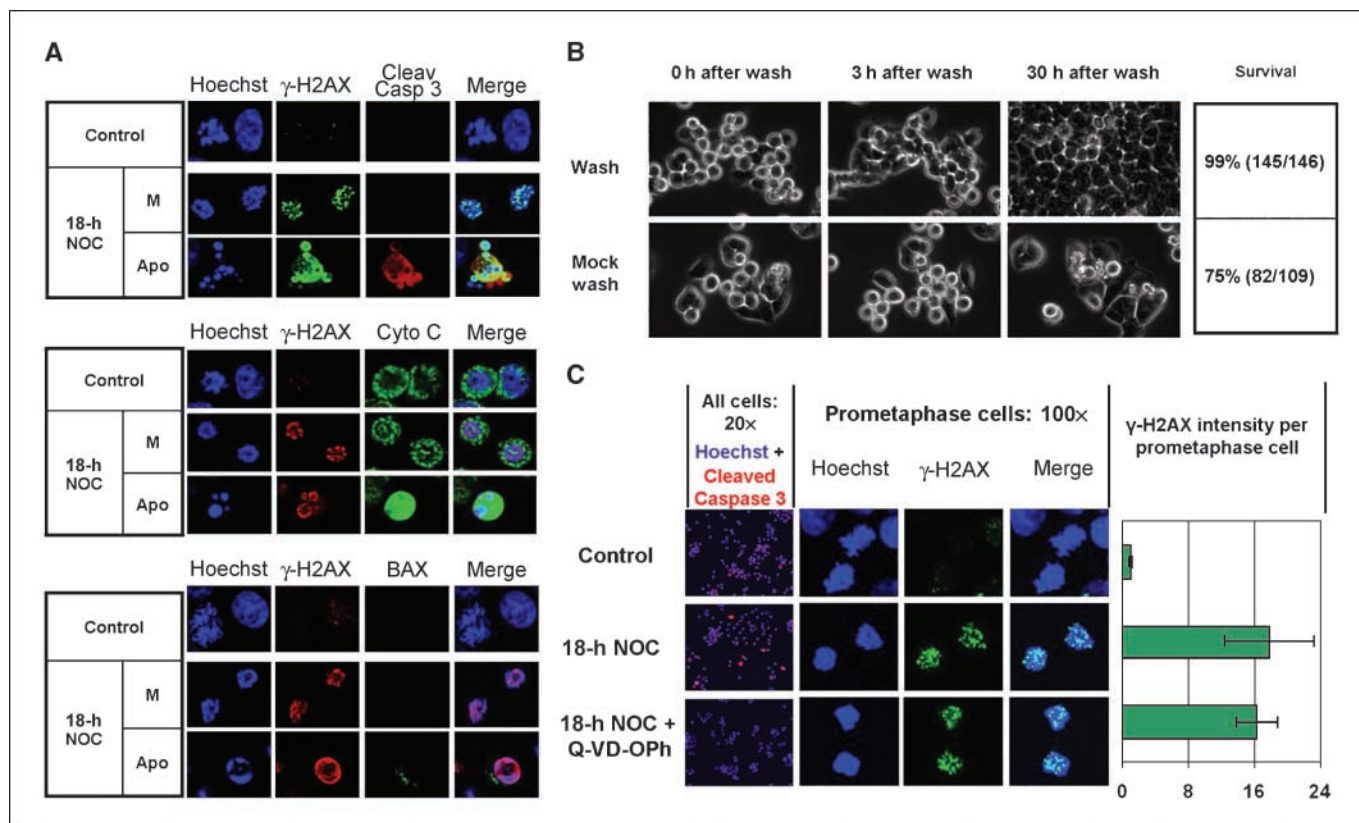 A
Hoechst γ-H2AX Cleav Casp 3 Merge
Control
18-h NOC
M
Apo
Hoechst γ-H2AX Cyto C Merge
Control
18-h NOC
M
Apo
Hoechst γ-H2AX BAX Merge
Control
18-h NOC
M
Apo
B
0 h after wash 3 h after wash 30 h after wash Survival
Wash
99% (145/146)
Mock wash
75% (82/109)
C
All cells: 20×
Hoechst + Cleaved Caspase 3
Prometaphase cells: 100×
Hoechst γ-H2AX Merge
γ-H2AX intensity per prometaphase cell
Control
18-h NOC
18-h NOC + Q-VD-OPh
0 8 16 24